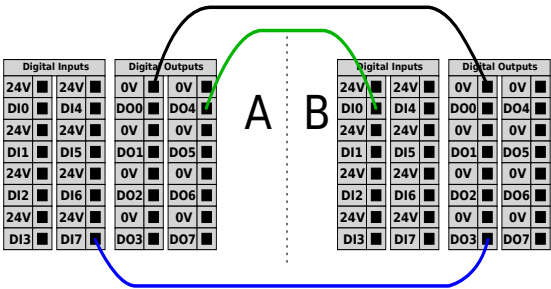 Digital Inputs Digital Outputs Digital Inputs Digital Outputs
24V 24V 0V 0V 24V 24V 0V 0V
DI0 DI4 DO0 DO4 A B DI0 DI4 DO0 DO4
24V 24V 0V 0V 24V 24V 0V 0V
DI1 DI5 DO1 DO5 DI1 DI5 DO1 DO5
24V 24V 0V 0V 24V 24V 0V 0V
DI2 DI6 DO2 DO6 DI2 DI6 DO2 DO6
24V 24V 0V 0V 24V 24V 0V 0V
DI3 DI7 DO3 DO7 DI3 DI7 DO3 DO7